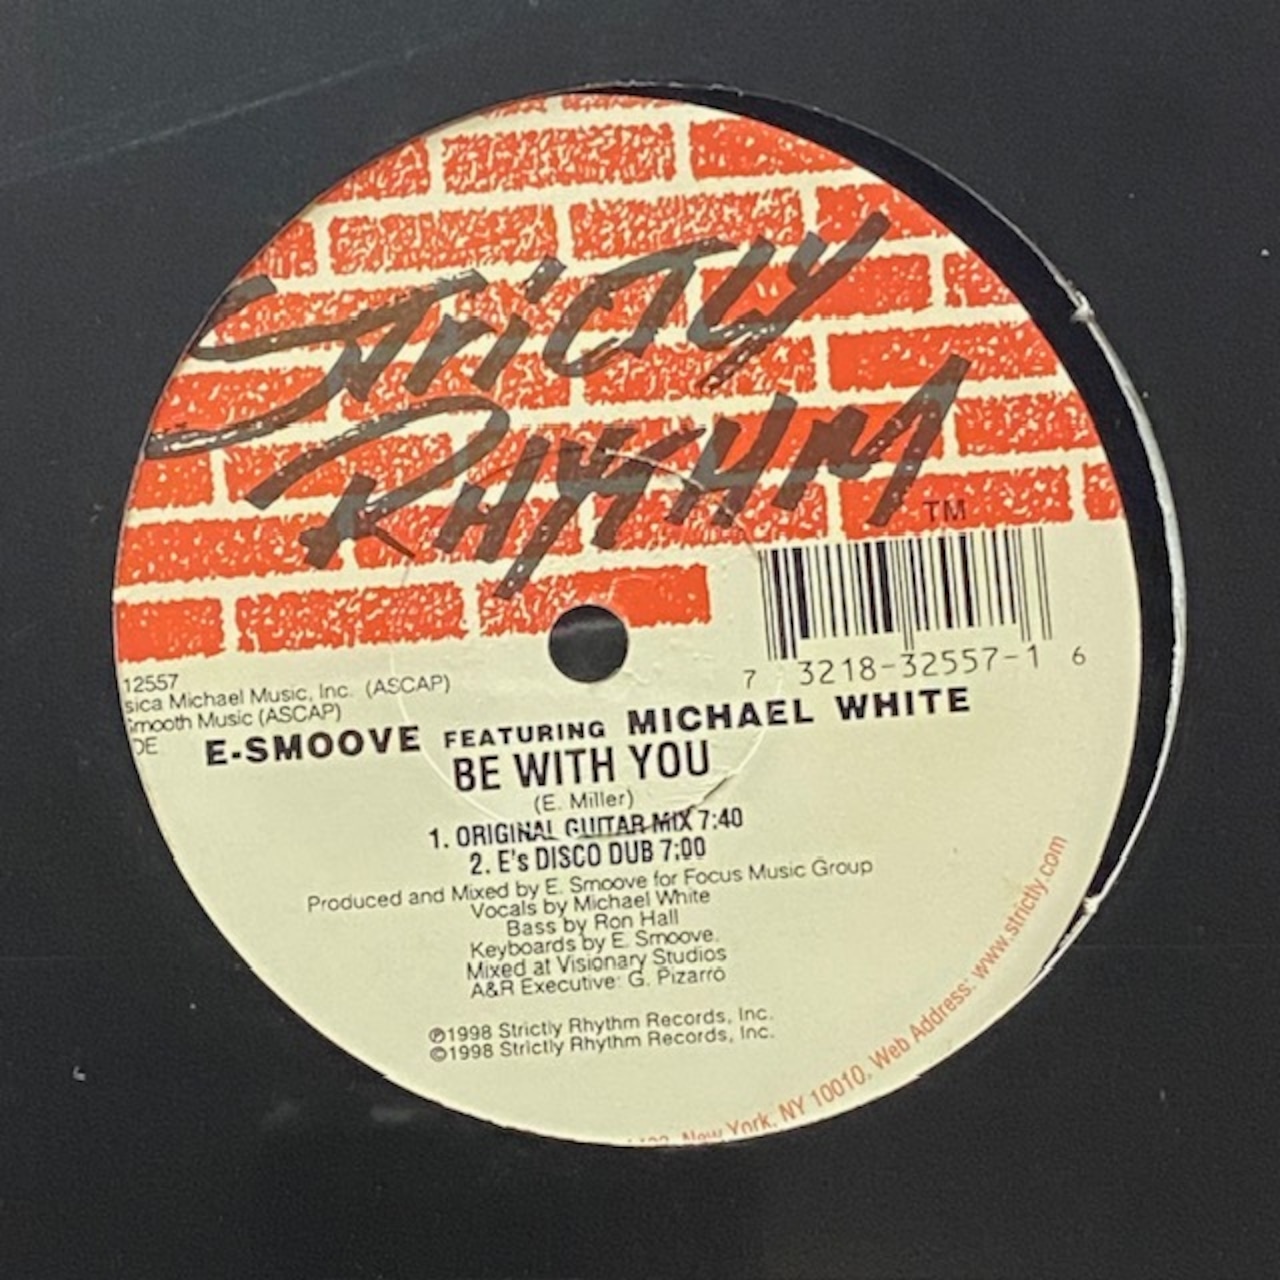 STRICTLY
RHYTHM
TM
7 3218-32557-1 6
12557
sica Michael Music, Inc. (ASCAP)
Smooth Music (ASCAP)
DE
E-SMOOVE FEATURING MICHAEL WHITE
BE WITH YOU
(E. Miller)
1. ORIGINAL GUITAR MIX 7:40
2. E's DISCO DUB 7:00
Produced and Mixed by E. Smoove for Focus Music Group
Vocals by Michael White
Bass by Ron Hall
Keyboards by E. Smoove.
Mixed at Visionary Studios
A&R Executive: G. Pizarro
℗1998 Strictly Rhythm Records, Inc.
©1998 Strictly Rhythm Records, Inc.
New York, NY 10010, Web Address: www.strictly.com